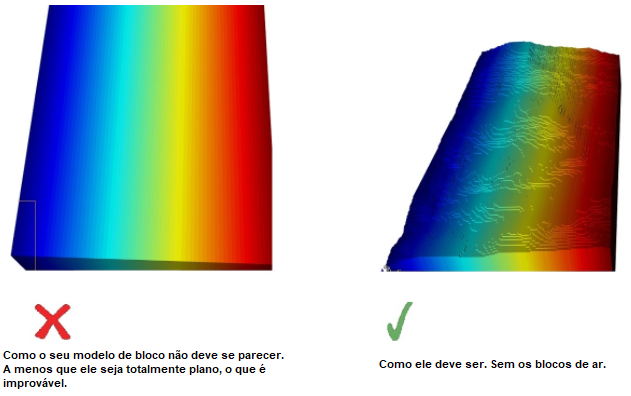 Como o seu modelo de bloco não deve se parecer.
A menos que ele seja totalmente plano, o que é
improvável.
Como ele deve ser. Sem os blocos de ar.